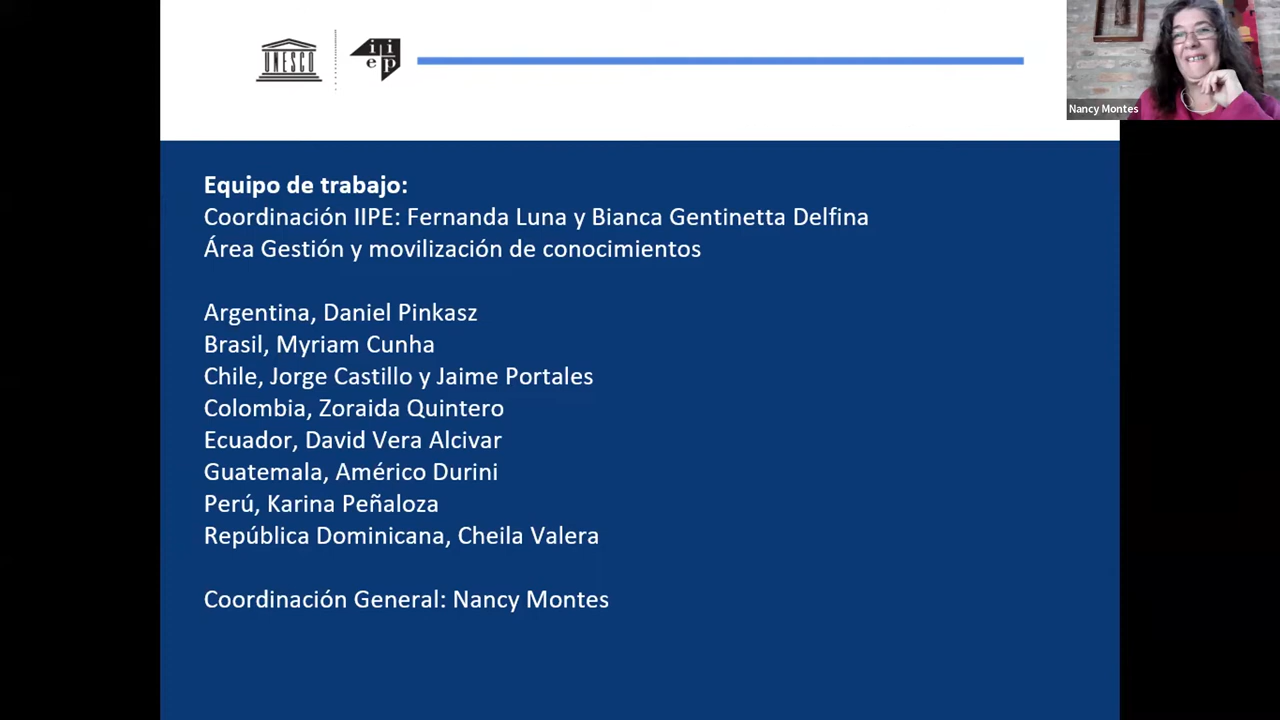 UNESCO
iiep
Nancy Montes
Equipo de trabajo:
Coordinación IIPE: Fernanda Luna y Bianca Gentinetta Delfina
Área Gestión y movilización de conocimientos
Argentina, Daniel Pinkasz
Brasil, Myriam Cunha
Chile, Jorge Castillo y Jaime Portales
Colombia, Zoraida Quintero
Ecuador, David Vera Alcivar
Guatemala, Américo Durini
Perú, Karina Peñaloza
República Dominicana, Cheila Valera
Coordinación General: Nancy Montes